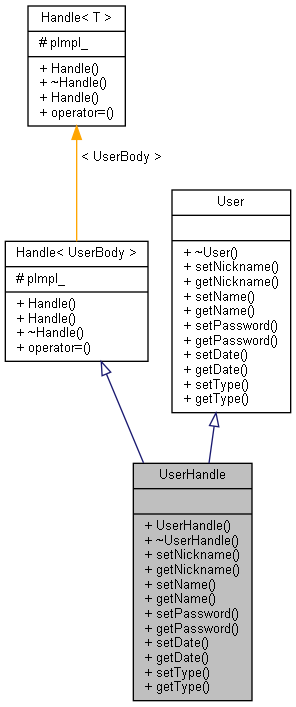 Handle< T >
# pImpl_
+ Handle()
+ ~Handle()
+ Handle()
+ operator=()
< UserBody >
User
+ ~User()
+ setNickname()
+ getNickname()
+ setName()
+ getName()
+ setPassword()
+ getPassword()
+ setDate()
+ getDate()
+ setType()
+ getType()
Handle< UserBody >
# pImpl_
+ Handle()
+ Handle()
+ ~Handle()
+ operator=()
UserHandle
+ UserHandle()
+ ~UserHandle()
+ setNickname()
+ getNickname()
+ setName()
+ getName()
+ setPassword()
+ getPassword()
+ setDate()
+ getDate()
+ setType()
+ getType()